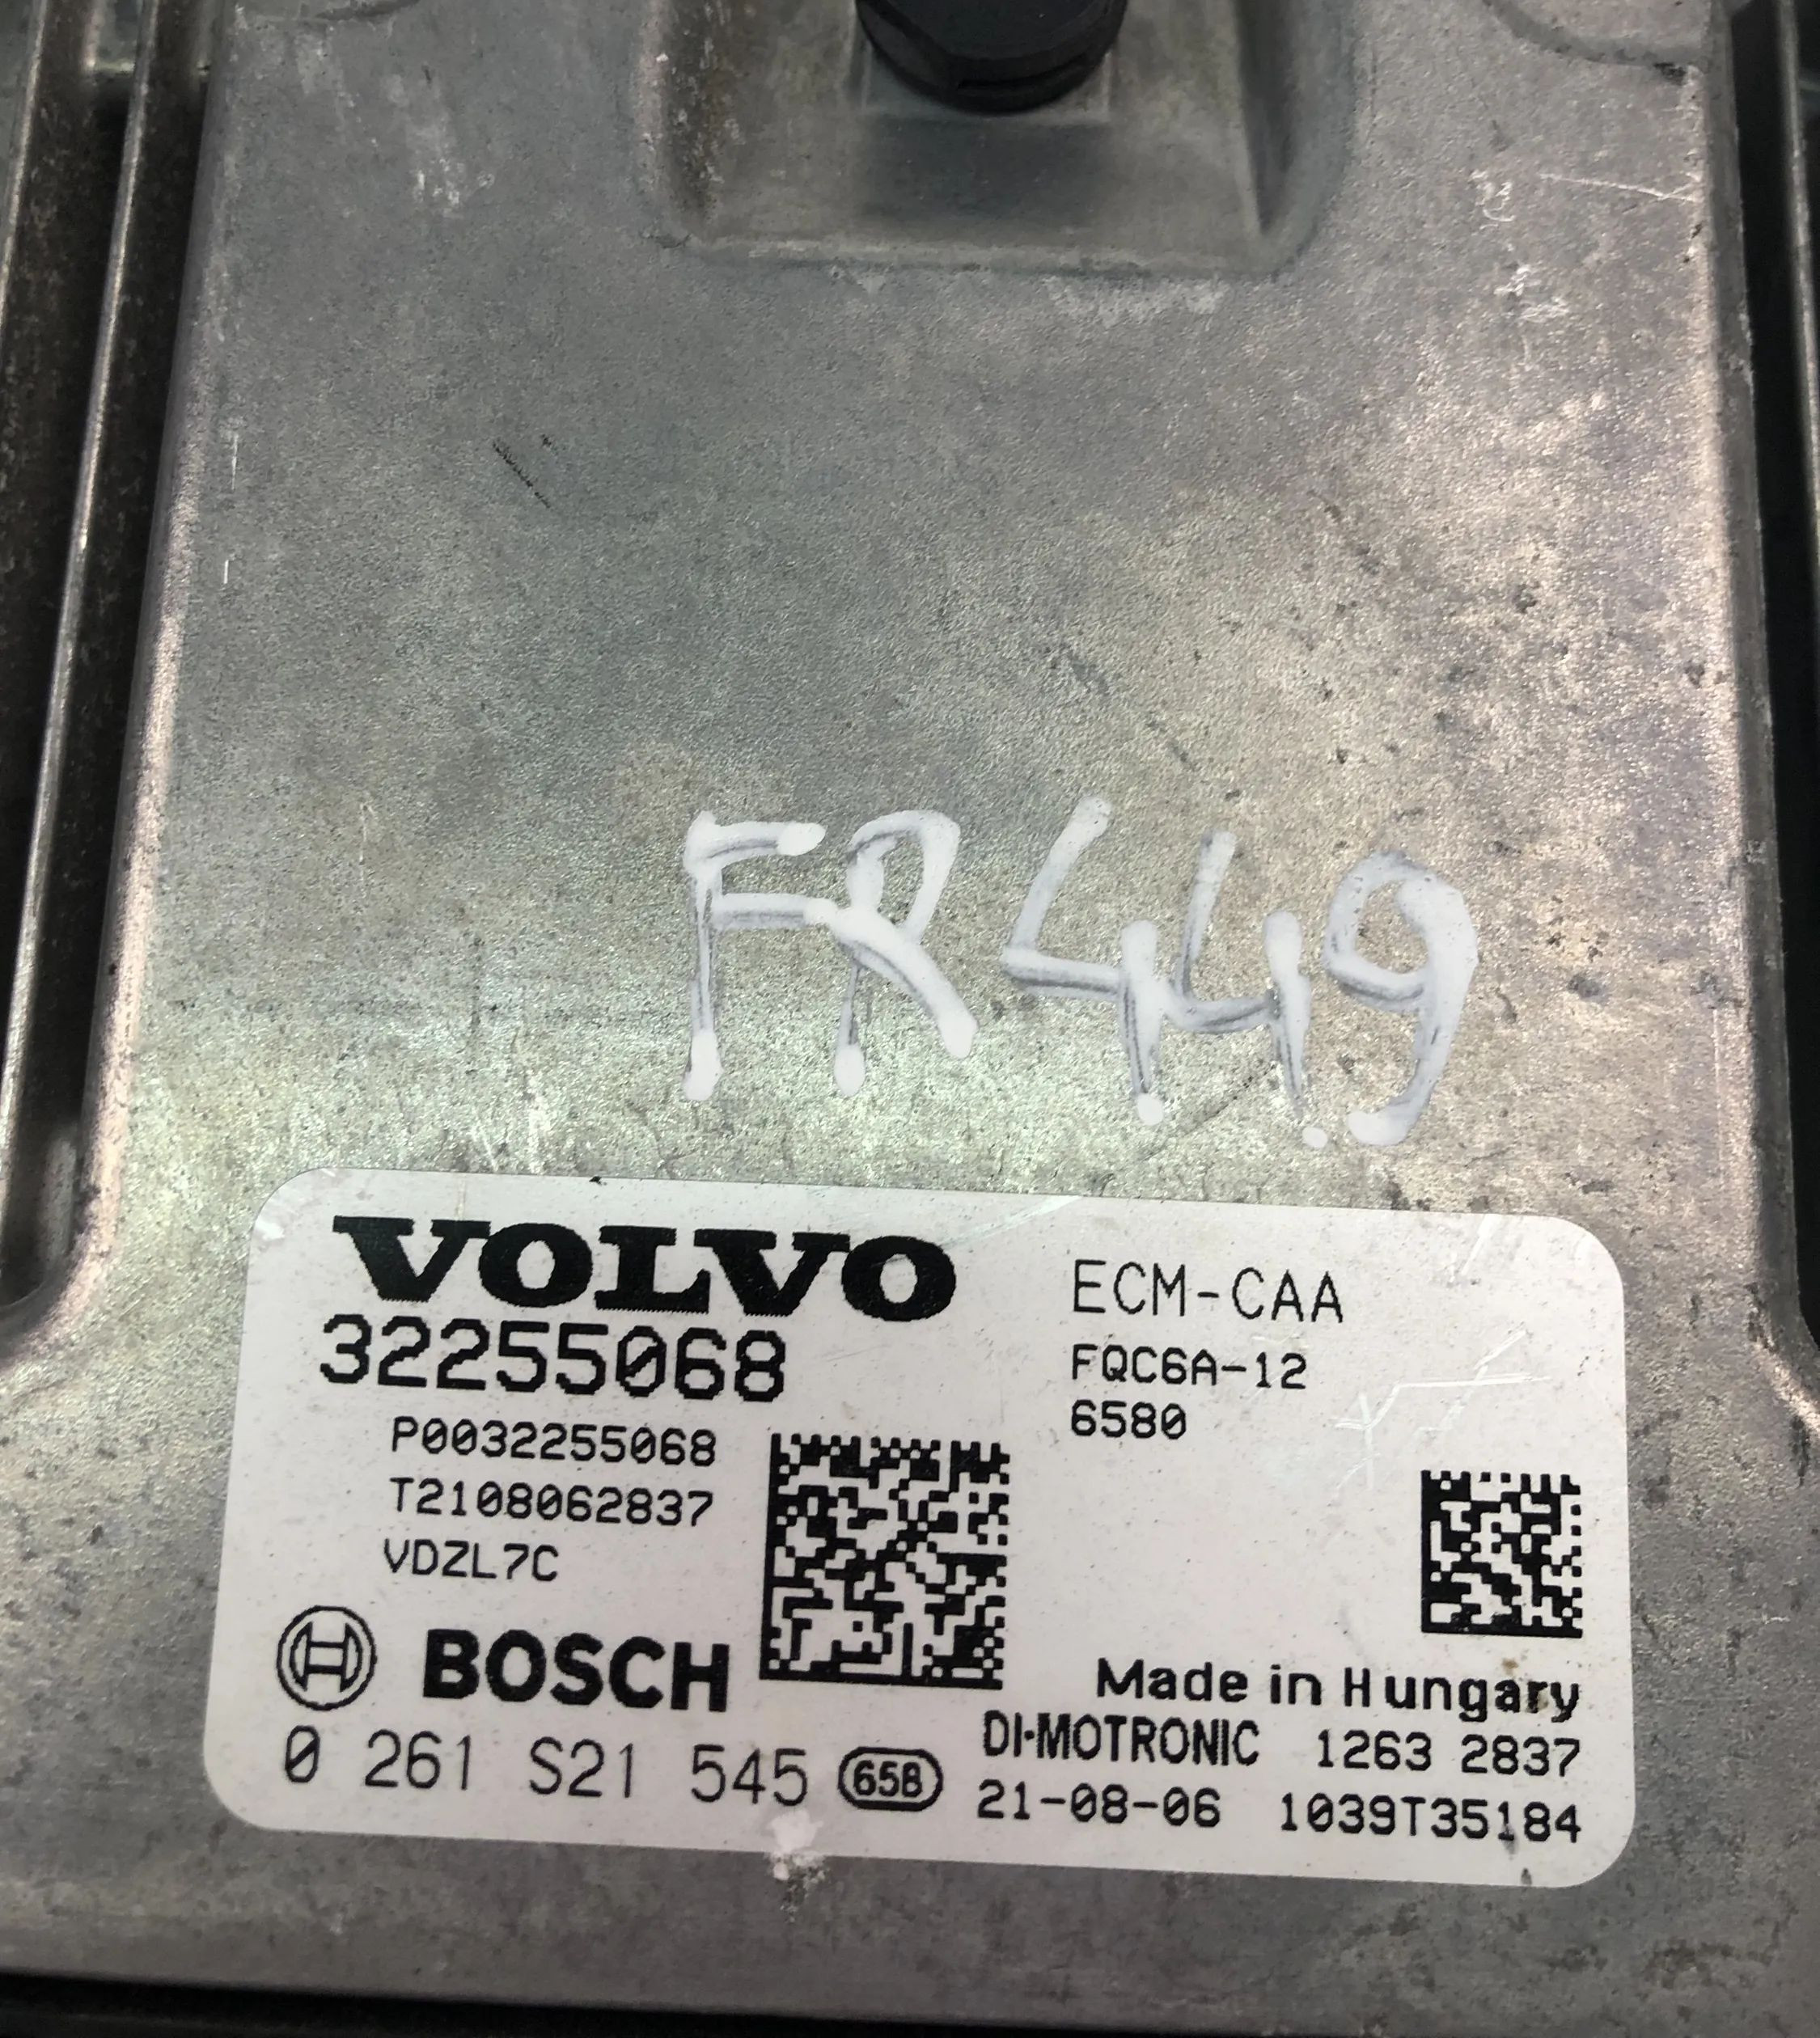 FR449
VOLVO
32255068
P0032255068
T2108062837
VDZL7C
BOSCH
0 261 S21 545 65B
ECM-CAA
FQC6A-12
6580
Made in Hungary
DI-MOTRONIC 1263 2837
21-08-06 1039T35184